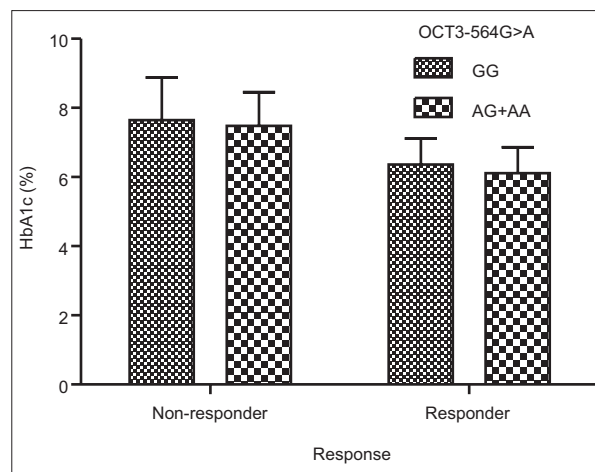 OCT3-564G>A
GG
AG+AA
HbA1c (%)
10
8
6
4
2
0
Non-responder
Responder
Response